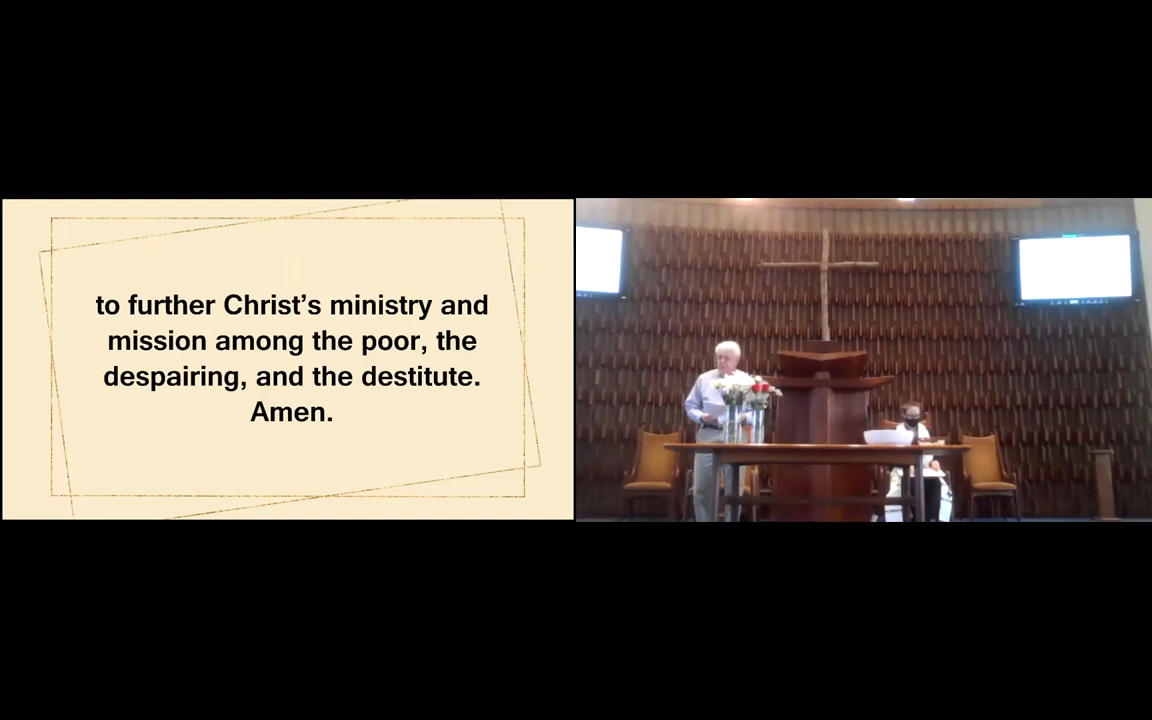 to further Christ's ministry and
mission among the poor, the
despairing, and the destitute.
Amen.